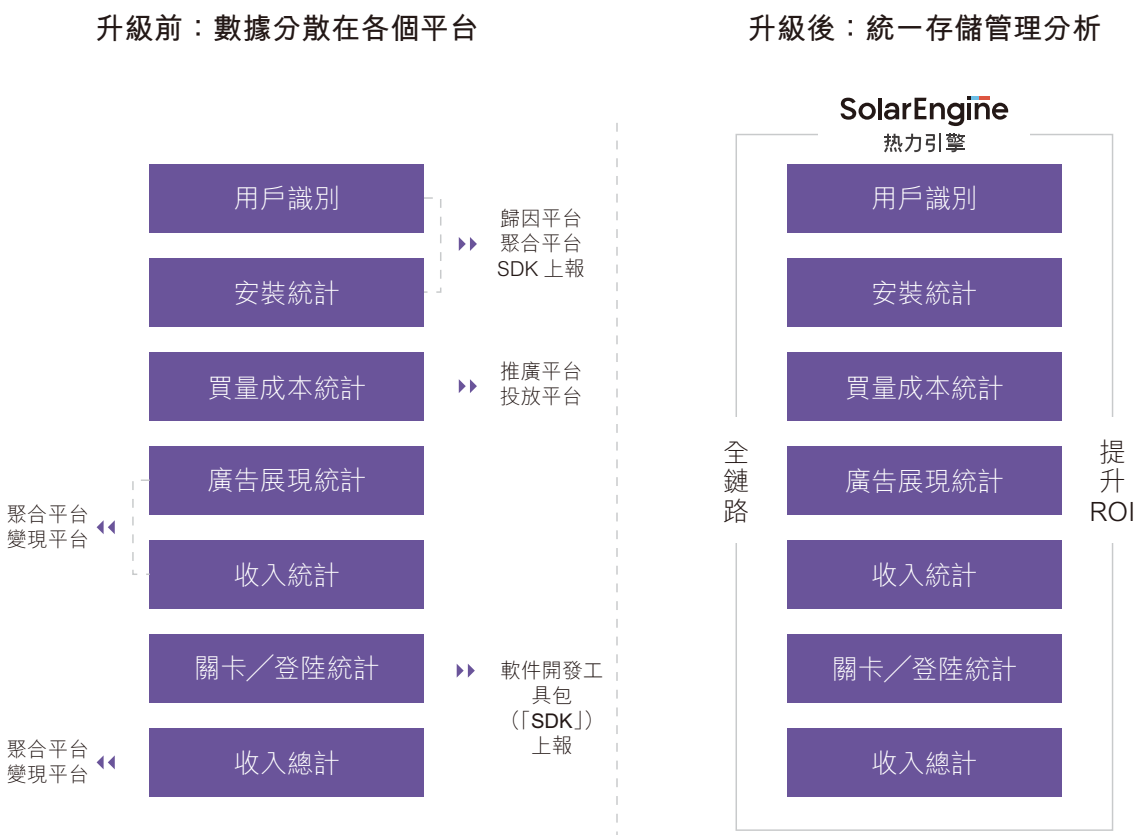 升級前：數據分散在各個平台
用戶識別
安裝統計
歸因平台
聚合平台
SDK 上報
買量成本統計
推廣平台
投放平台
廣告展現統計
收入統計
聚合平台
變現平台
關卡／登陸統計
軟件開發工
具包
（「SDK」）
上報
收入總計
聚合平台
變現平台
升級後：統一存儲管理分析
SolarEngine
热力引擎
用戶識別
安裝統計
買量成本統計
廣告展現統計
收入統計
關卡／登陸統計
收入總計
全
鏈
路
提
升
ROI